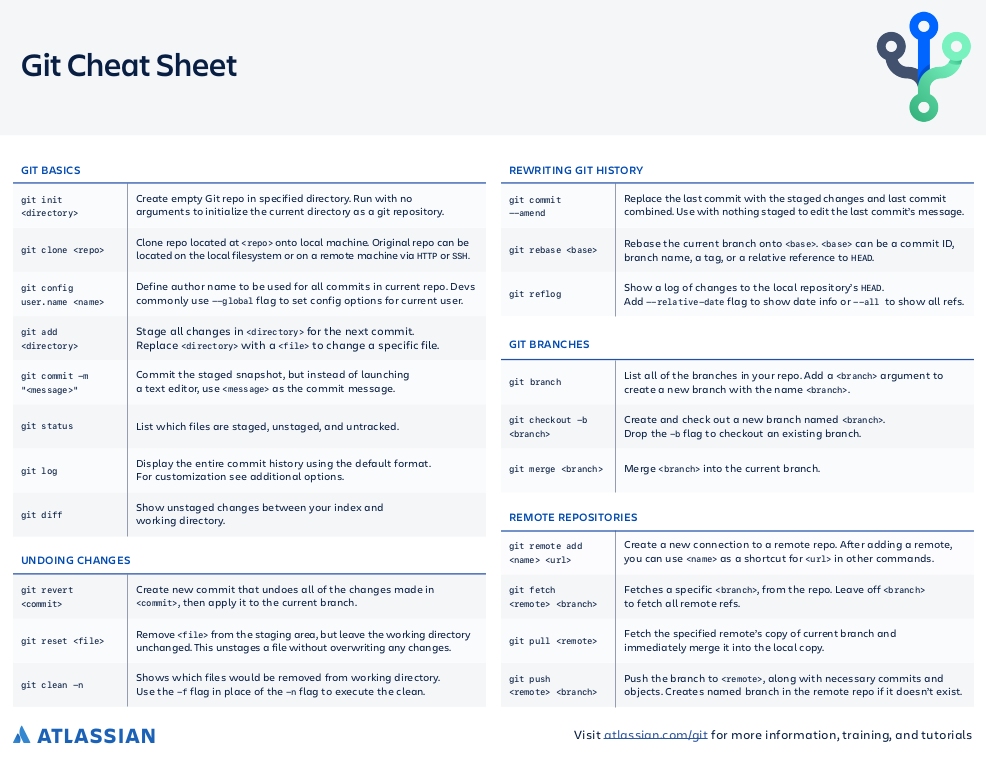 Git Cheat Sheet
GIT BASICS
git init
<directory>
Create empty Git repo in specified directory. Run with no
arguments to initialize the current directory as a git repository.
git clone <repo>
Clone repo located at <repo> onto local machine. Original repo can be
located on the local filesystem or on a remote machine via HTTP or SSH.
git config
user.name <name>
Define author name to be used for all commits in current repo. Devs
commonly use --global flag to set config options for current user.
git add
<directory>
Stage all changes in <directory> for the next commit.
Replace <directory> with a <file> to change a specific file.
git commit -m
"<message>"
Commit the staged snapshot, but instead of launching
a text editor, use <message> as the commit message.
git status
List which files are staged, unstaged, and untracked.
git log
Display the entire commit history using the default format.
For customization see additional options.
git diff
Show unstaged changes between your index and
working directory.
UNDOING CHANGES
git revert
<commit>
Create new commit that undoes all of the changes made in
<commit>, then apply it to the current branch.
git reset <file>
Remove <file> from the staging area, but leave the working directory
unchanged. This unstages a file without overwriting any changes.
git clean -n
Shows which files would be removed from working directory.
Use the -f flag in place of the -n flag to execute the clean.
REWRITING GIT HISTORY
git commit
--amend
Replace the last commit with the staged changes and last commit
combined. Use with nothing staged to edit the last commit's message.
git rebase <base>
Rebase the current branch onto <base>. <base> can be a commit ID,
branch name, a tag, or a relative reference to HEAD.
git reflog
Show a log of changes to the local repository's HEAD.
Add --relative-date flag to show date info or --all to show all refs.
GIT BRANCHES
git branch
List all of the branches in your repo. Add a <branch> argument to
create a new branch with the name <branch>.
git checkout -b
<branch>
Create and check out a new branch named <branch>.
Drop the -b flag to checkout an existing branch.
git merge <branch>
Merge <branch> into the current branch.
REMOTE REPOSITORIES
git remote add
<name> <url>
Create a new connection to a remote repo. After adding a remote,
you can use <name> as a shortcut for <url> in other commands.
git fetch
<remote> <branch>
Fetches a specific <branch>, from the repo. Leave off <branch>
to fetch all remote refs.
git pull <remote>
Fetch the specified remote's copy of current branch and
immediately merge it into the local copy.
git push
<remote> <branch>
Push the branch to <remote>, along with necessary commits and
objects. Creates named branch in the remote repo if it doesn't exist.
ATLASSIAN
Visit atlassian.com/git for more information, training, and tutorials